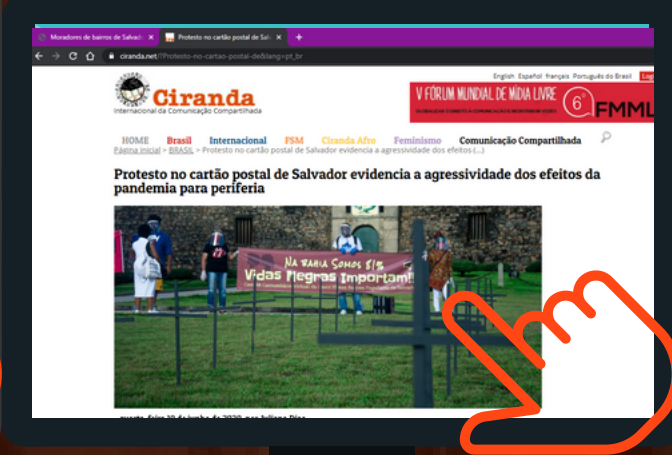 Moradores de bairros de Salvad
Protesto no cartão postal de Sal
ciranda.net/?Protesto-no-cartao-postal-de&lang=pt_br
English Español français Português do Brasil
Ciranda
Internacional da Comunicação Compartilhada
V FÓRUM MUNDIAL DE MÍDIA LIVRE
6°
FMML
HOME Brasil Internacional FSM Ciranda Afro Feminismo Comunicação Compartilhada
Página inicial > BRASIL > Protesto no cartão postal de Salvador evidencia a agressividade dos efeitos (...)
Protesto no cartão postal de Salvador evidencia a agressividade dos efeitos da
pandemia para periferia
NA BAHIA SOMOS 81%
Vidas Negras Importam!!